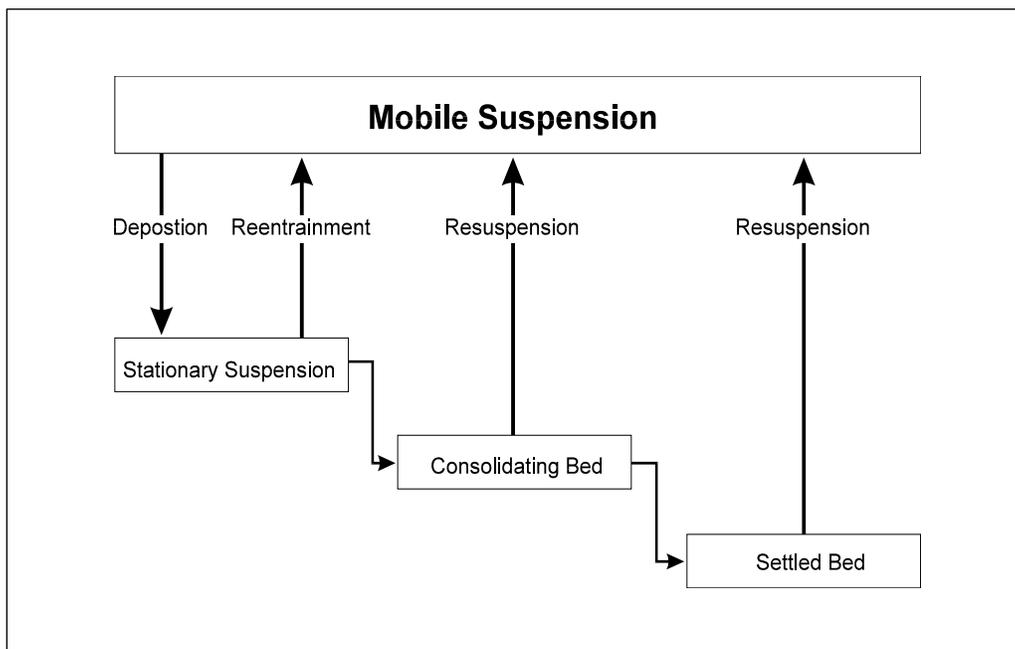 Mobile Suspension
Depostion
Reentrainment
Resuspension
Resuspension
Stationary Suspension
Consolidating Bed
Settled Bed